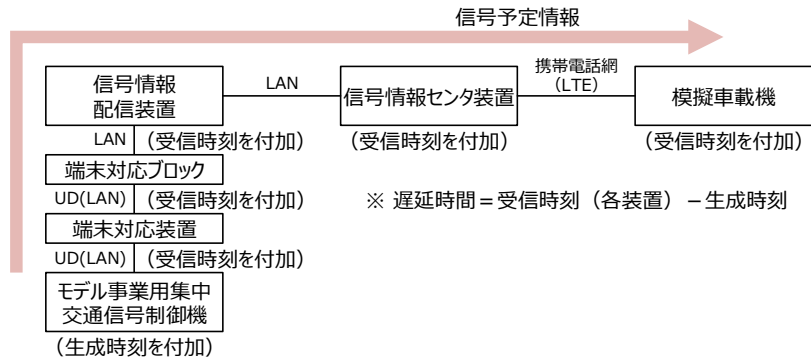 信号予定情報
信号情報
配信装置
LAN
信号情報センタ装置
携帯電話網
(LTE)
模擬車載機
LAN
(受信時刻を付加)
(受信時刻を付加)
(受信時刻を付加)
端末対応ブロック
UD(LAN)
(受信時刻を付加)
※ 遅延時間＝受信時刻（各装置）－生成時刻
端末対応装置
UD(LAN)
(受信時刻を付加)
モデル事業用集中
交通信号制御機
(生成時刻を付加)